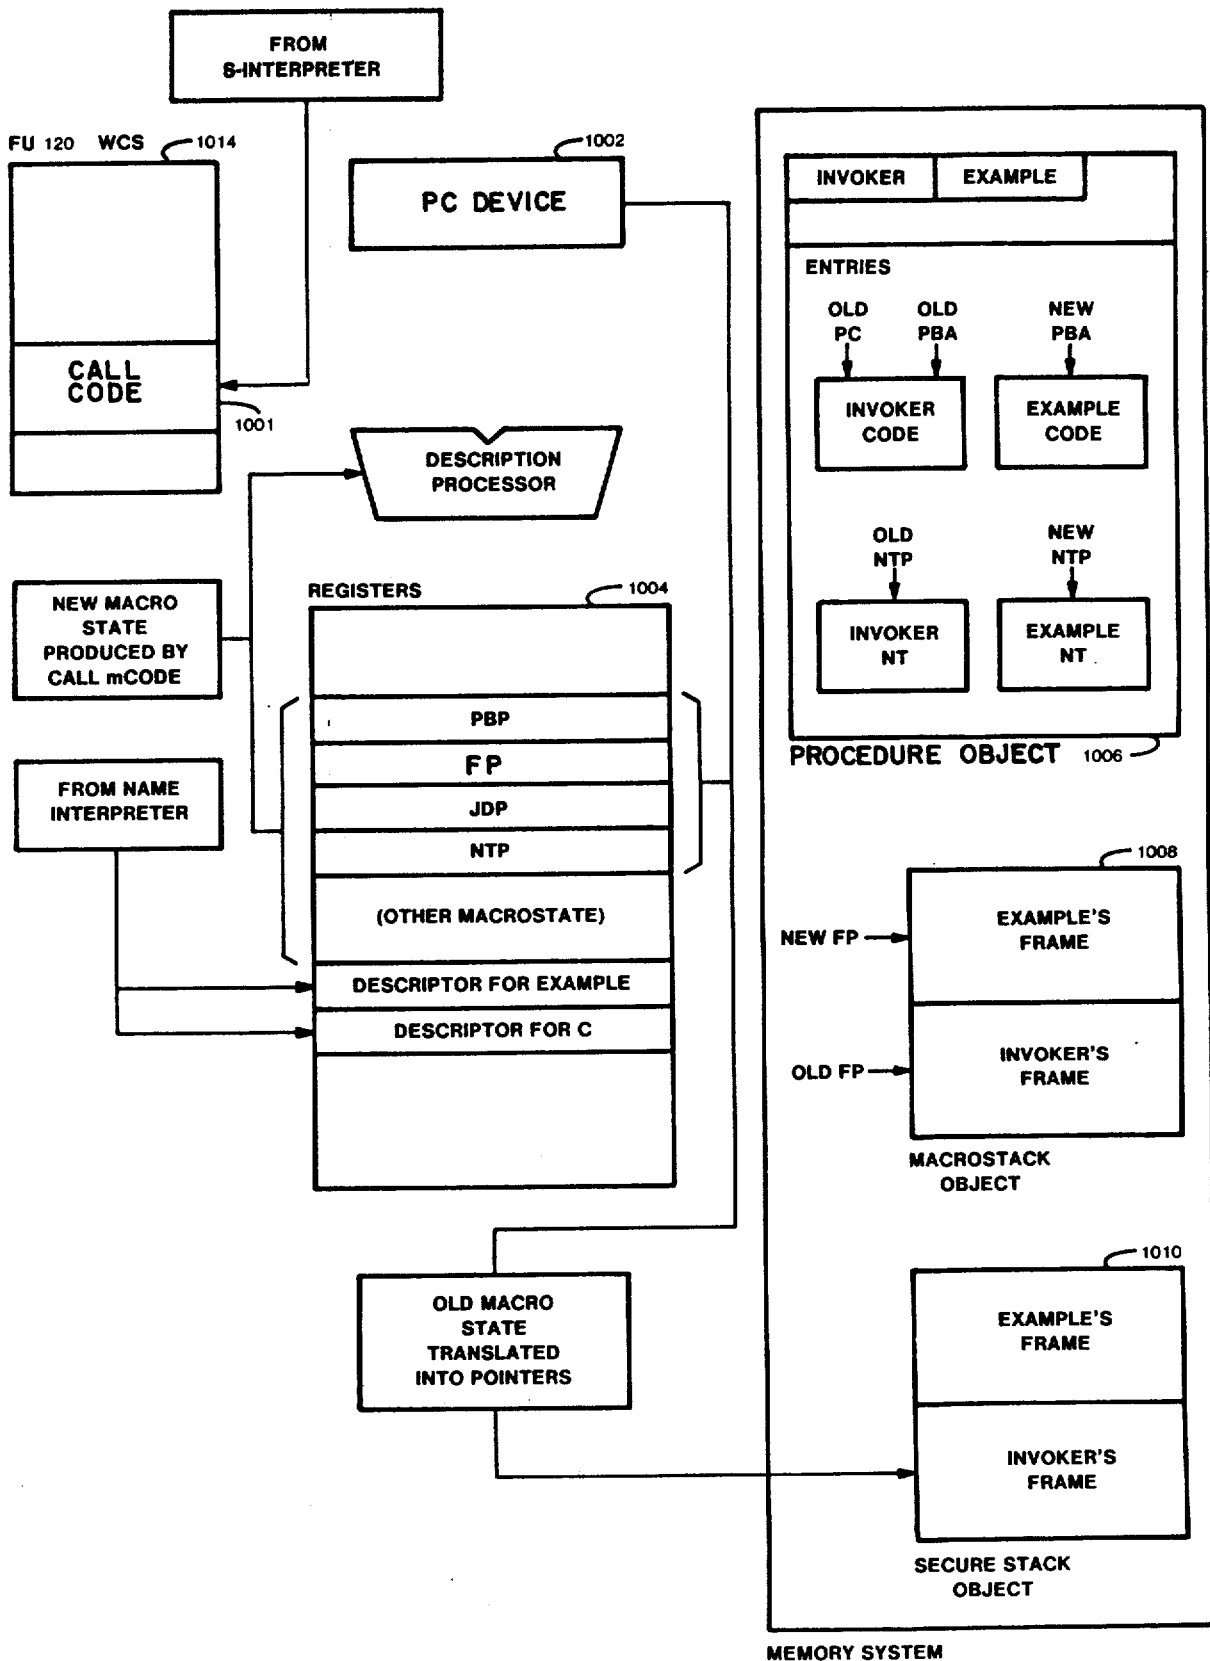 FROM
S-INTERPRETER
FU 120 WCS 1014
CALL
CODE
1001
1002
PC DEVICE
DESCRIPTION
PROCESSOR
NEW MACRO
STATE
PRODUCED BY
CALL mCODE
FROM NAME
INTERPRETER
REGISTERS 1004
PBP
FP
JDP
NTP
(OTHER MACROSTATE)
DESCRIPTOR FOR EXAMPLE
DESCRIPTOR FOR C
OLD MACRO
STATE
TRANSLATED
INTO POINTERS
INVOKER EXAMPLE
ENTRIES
OLD
PC
OLD
PBA
NEW
PBA
INVOKER
CODE
EXAMPLE
CODE
OLD
NTP
NEW
NTP
INVOKER
NT
EXAMPLE
NT
PROCEDURE OBJECT 1006
1008
NEW FP
EXAMPLE'S
FRAME
OLD FP
INVOKER'S
FRAME
MACROSTACK
OBJECT
1010
EXAMPLE'S
FRAME
INVOKER'S
FRAME
SECURE STACK
OBJECT
MEMORY SYSTEM